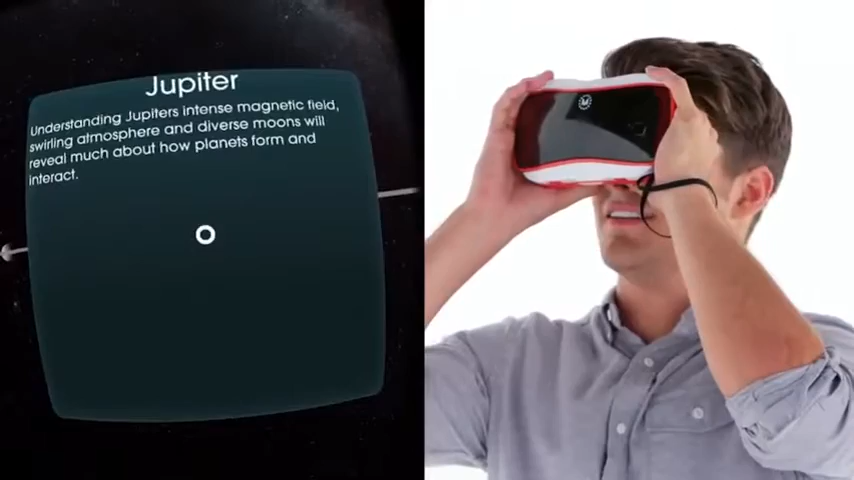 Jupiter
Understanding Jupiters intense magnetic field,
swirling atmosphere and diverse moons will
reveal much about how planets form and
interact.